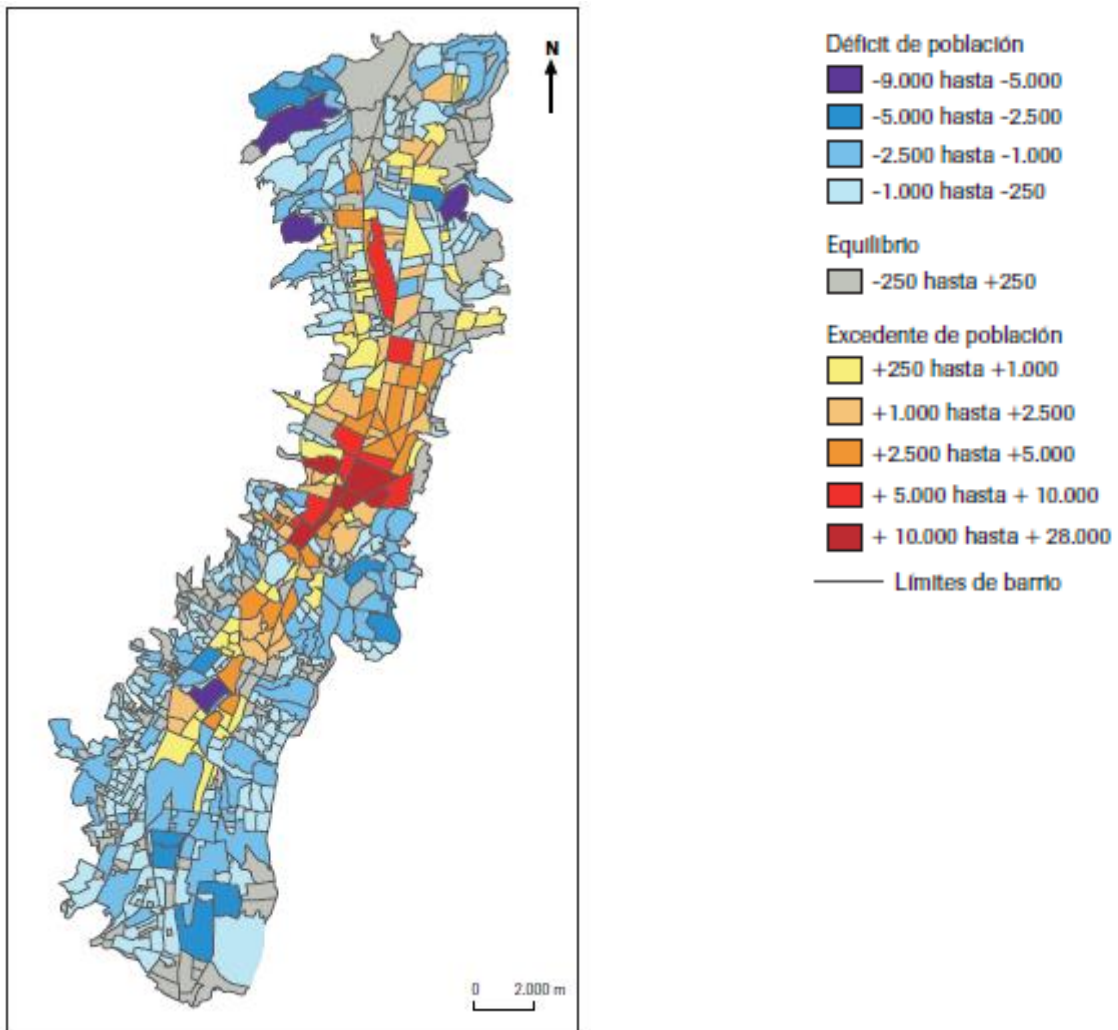 N
0 2.000 m
Déficit de población
-9.000 hasta -5.000
-5.000 hasta -2.500
-2.500 hasta -1.000
-1.000 hasta -250
Equilibrio
-250 hasta +250
Excedente de población
+250 hasta +1.000
+1.000 hasta +2.500
+2.500 hasta +5.000
+ 5.000 hasta + 10.000
+ 10.000 hasta + 28.000
Límites de barrio